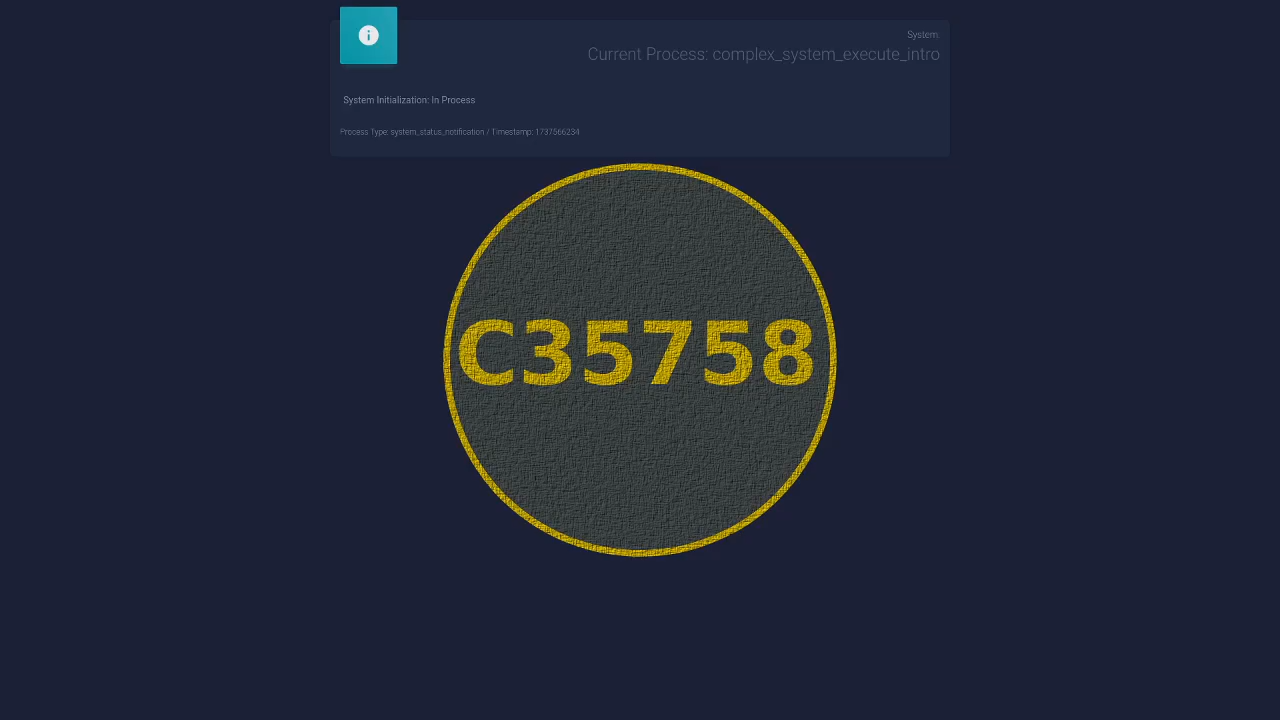 System:
Current Process: complex_system_execute_intro
System Initialization: In Process
Process Type: system_status_notification / Timestamp: 1737566234
C35758